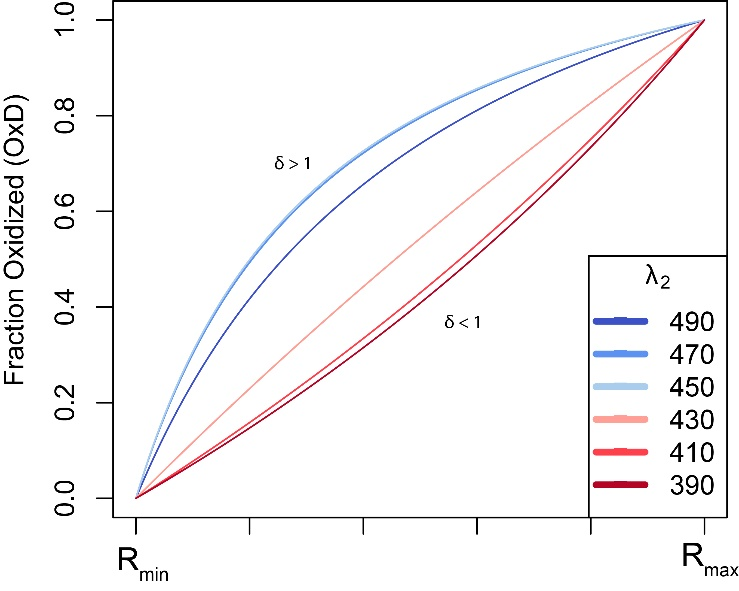 Fraction Oxidized (OxD)
1.0
0.8
0.6
0.4
0.2
0.0
δ > 1
δ < 1
λ2
490
470
450
430
410
390
Rmin
Rmax